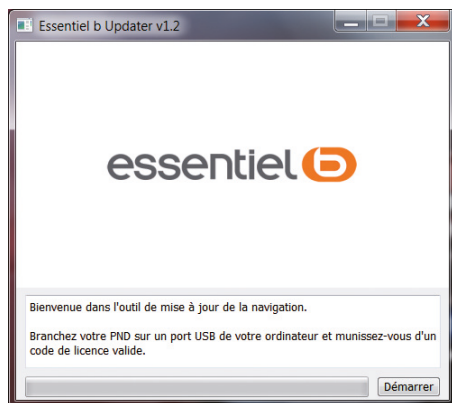 Essentiel b Updater v1.2
essentiel b
Bienvenue dans l'outil de mise à jour de la navigation.
Branchez votre PND sur un port USB de votre ordinateur et munissez-vous d'un
code de licence valide.
Démarrer